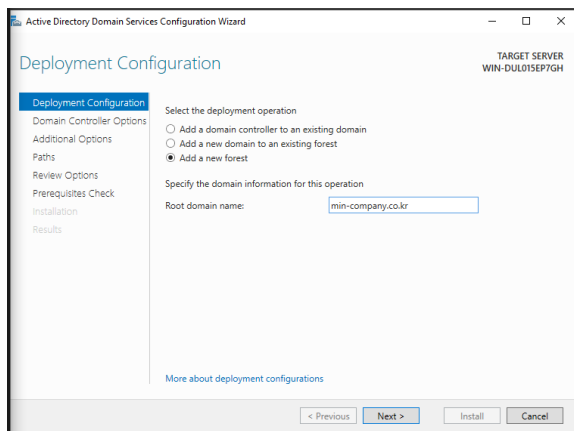 Active Directory Domain Services Configuration Wizard
Deployment Configuration
TARGET SERVER
WIN-DUL015EP7GH
Deployment Configuration
Domain Controller Options
Additional Options
Paths
Review Options
Prerequisites Check
Installation
Results
Select the deployment operation
Add a domain controller to an existing domain
Add a new domain to an existing forest
Add a new forest
Specify the domain information for this operation
Root domain name: min-company.co.kr
More about deployment configurations
< Previous Next > Install Cancel